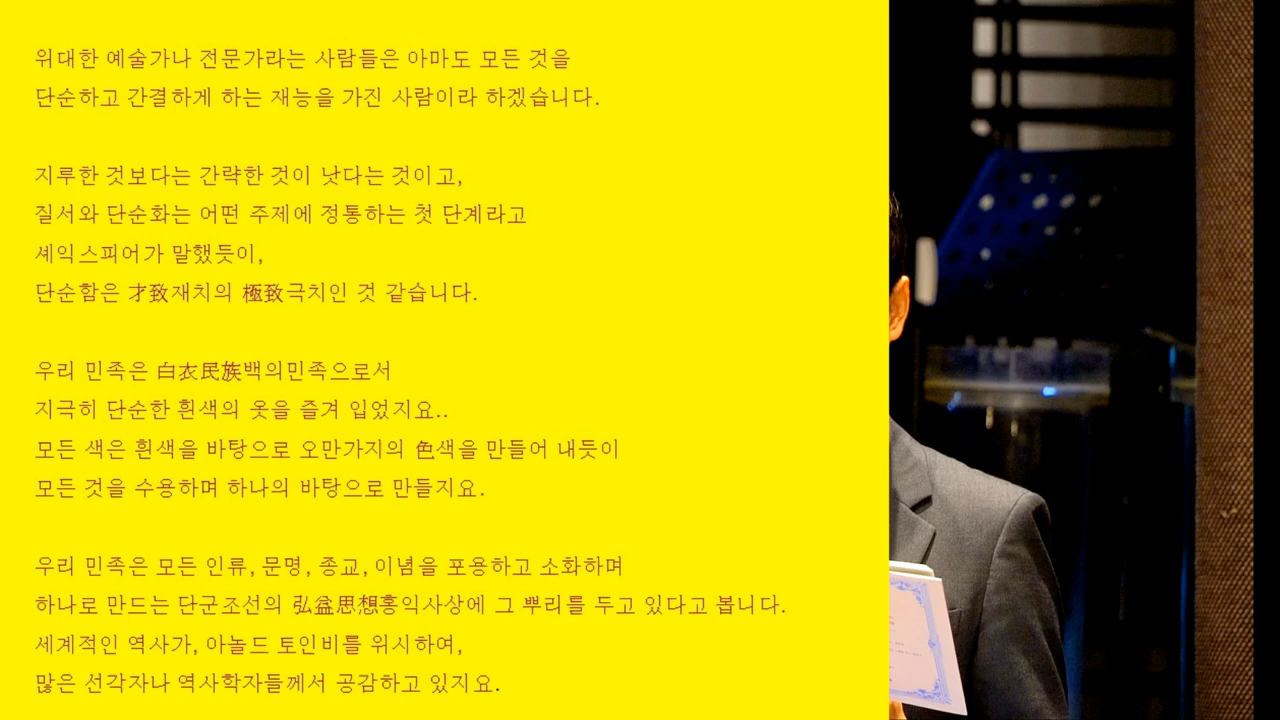 위대한 예술가나 전문가라는 사람들은 아마도 모든 것을
단순하고 간결하게 하는 재능을 가진 사람이라 하겠습니다.
지루한 것보다는 간략한 것이 낫다는 것이고,
질서와 단순화는 어떤 주제에 정통하는 첫 단계라고
셰익스피어가 말했듯이,
단순함은 才致재치의 極致극치인 것 같습니다.
우리 민족은 白衣民族백의민족으로서
지극히 단순한 흰색의 옷을 즐겨 입었지요..
모든 색은 흰색을 바탕으로 오만가지의 色색을 만들어 내듯이
모든 것을 수용하며 하나의 바탕으로 만들지요.
우리 민족은 모든 인류, 문명, 종교, 이념을 포용하고 소화하며
하나로 만드는 단군조선의 弘益思想홍익사상에 그 뿌리를 두고 있다고 봅니다.
세계적인 역사가, 아놀드 토인비를 위시하여,
많은 선각자나 역사학자들께서 공감하고 있지요.